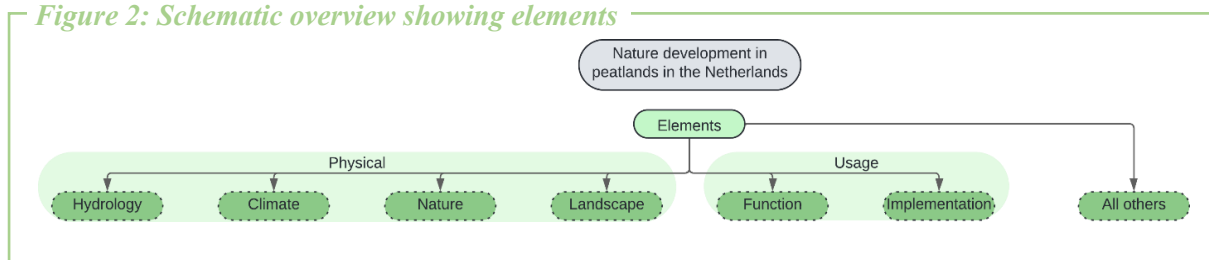 Figure 2: Schematic overview showing elements
Nature development in
peatlands in the Netherlands
Elements
Physical
Usage
Hydrology
Climate
Nature
Landscape
Function
Implementation
All others